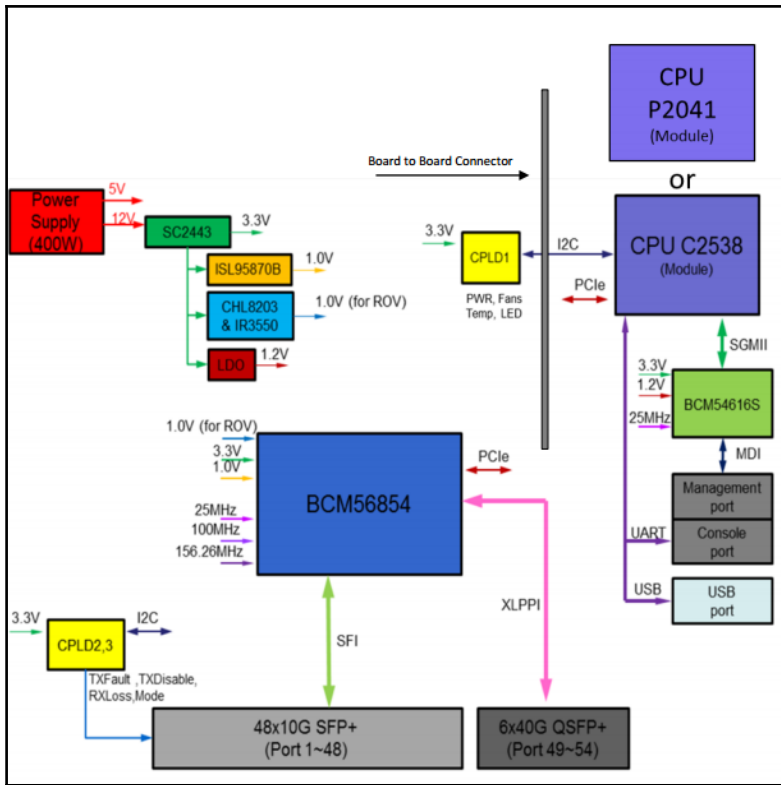 CPU
P2041
(Module)
Board to Board Connector
or
Power
Supply
(400W)
5V
12V
SC2443
3.3V
ISL95870B
1.0V
CHL8203
& IR3550
1.0V (for ROV)
LDO
1.2V
3.3V
CPLD1
I2C
PWR, Fans
Temp, LED
CPU C2538
(Module)
PCIe
SGMII
3.3V
1.2V
25MHz
BCM54616S
MDI
Management
port
Console
port
UART
USB
USB
port
1.0V (for ROV)
3.3V
1.0V
25MHz
100MHz
156.26MHz
BCM56854
PCIe
XLPPI
SFI
3.3V
CPLD2,3
I2C
TXFault ,TXDisable,
RXLoss,Mode
48x10G SFP+
(Port 1~48)
6x40G QSFP+
(Port 49~54)